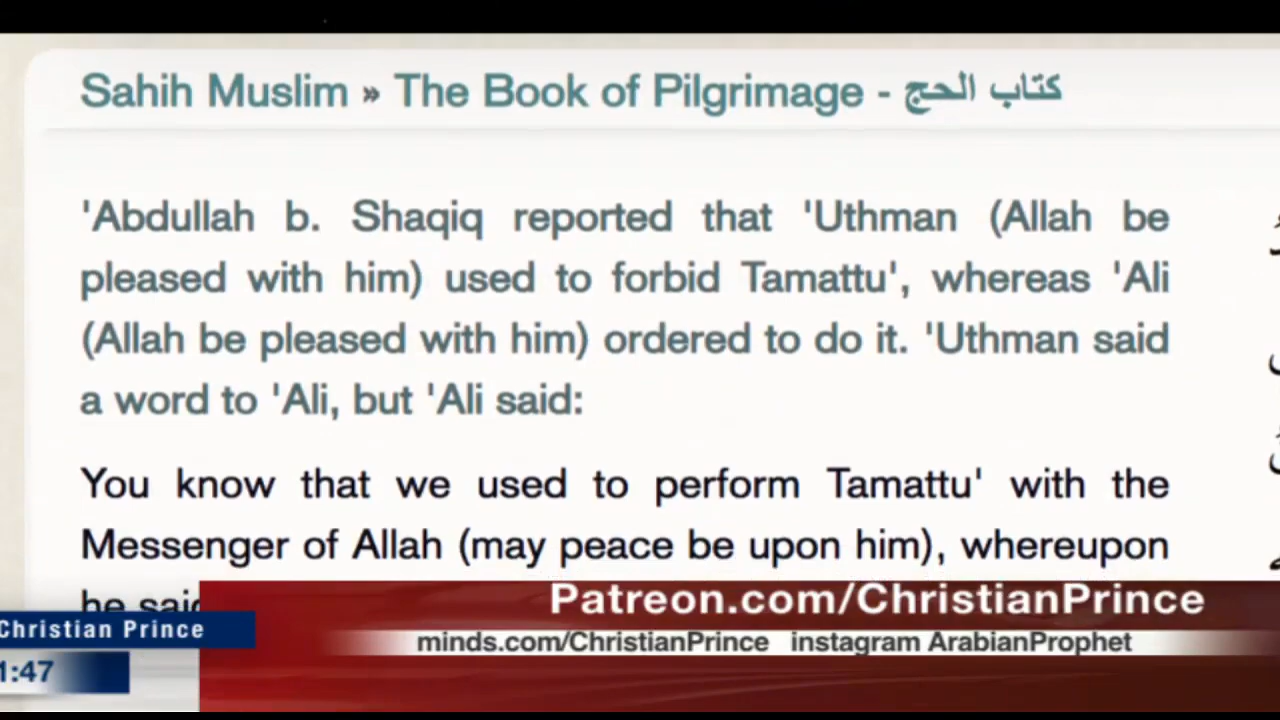 Sahih Muslim » The Book of Pilgrimage - كتاب الحج
'Abdullah b. Shaqiq reported that 'Uthman (Allah be
pleased with him) used to forbid Tamattu', whereas 'Ali
(Allah be pleased with him) ordered to do it. 'Uthman said
a word to 'Ali, but 'Ali said:
You know that we used to perform Tamattu' with the
Messenger of Allah (may peace be upon him), whereupon
he said
Patreon.com/ChristianPrince
Christian Prince
minds.com/ChristianPrince instagram ArabianProphet
1:47